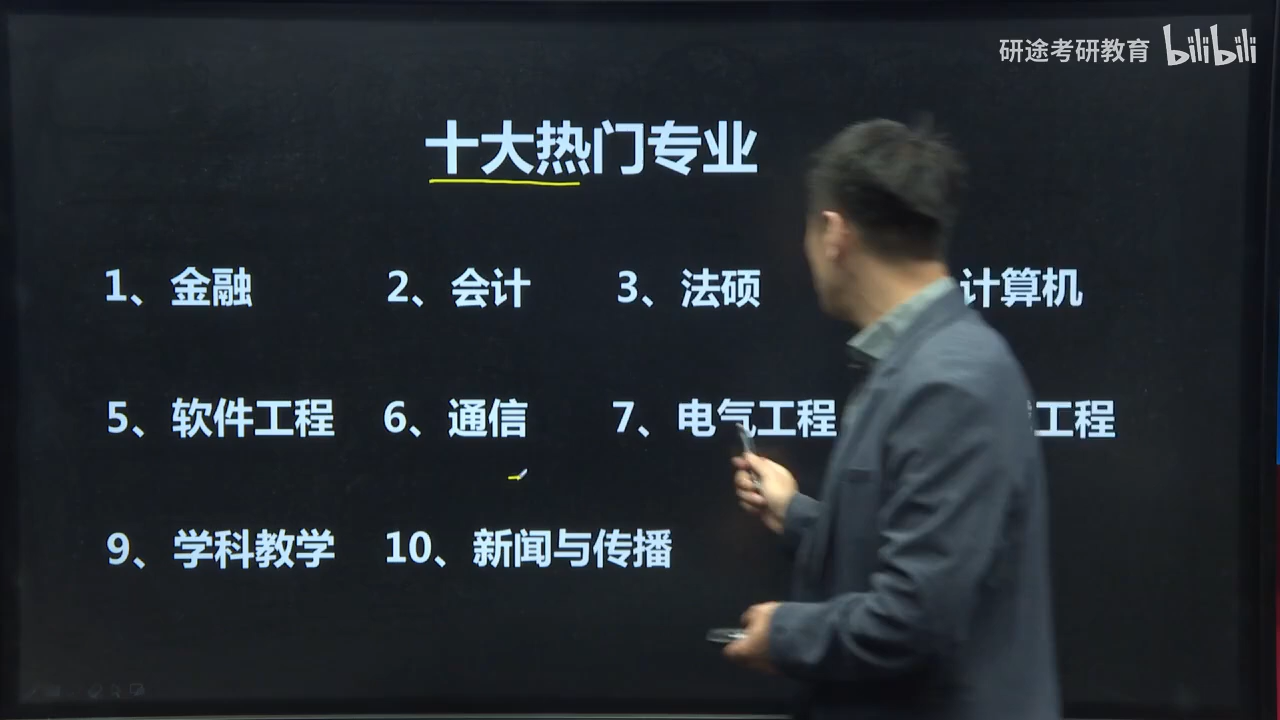 研途考研教育 bilibili
十大热门专业
1、金融 2、会计 3、法硕 计算机
5、软件工程 6、通信 7、电气工程 工程
9、学科教学 10、新闻与传播